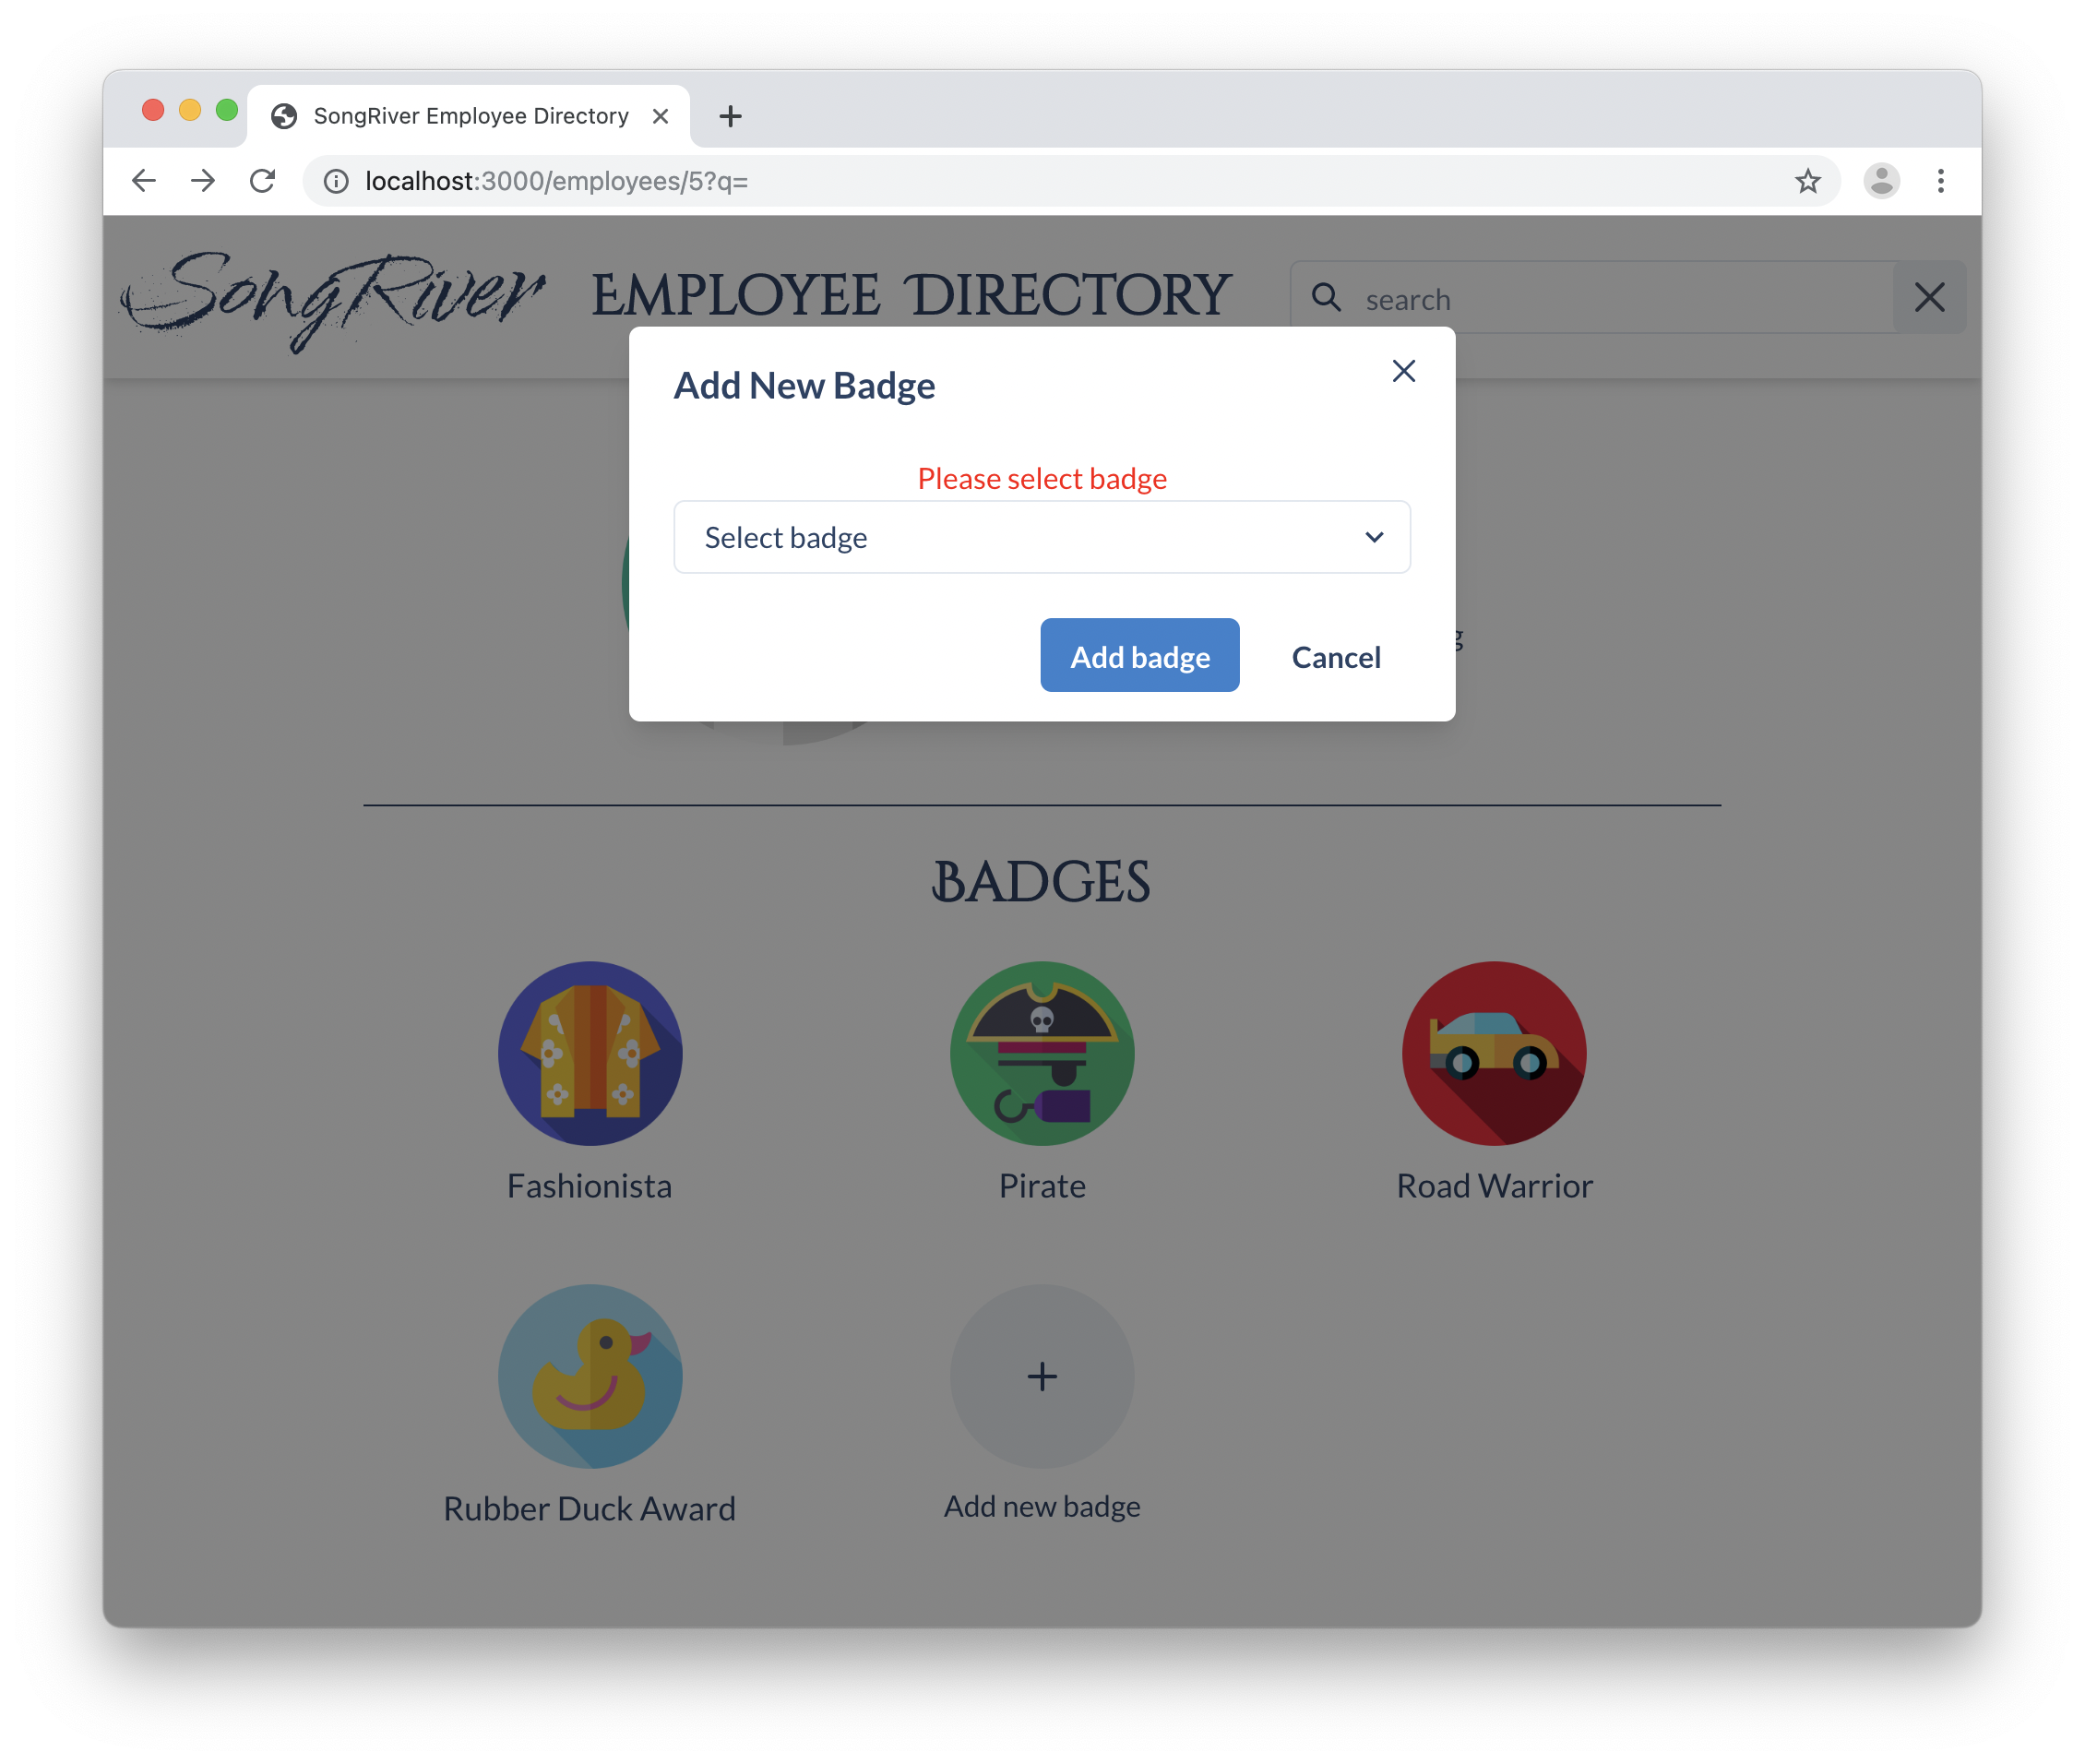 SongRiver Employee Directory
localhost:3000/employees/5?q=
SongRiver
EMPLOYEE DIRECTORY
search
Add New Badge
Please select badge
Select badge
Add badge
Cancel
g
BADGES
Fashionista
Pirate
Road Warrior
Rubber Duck Award
Add new badge